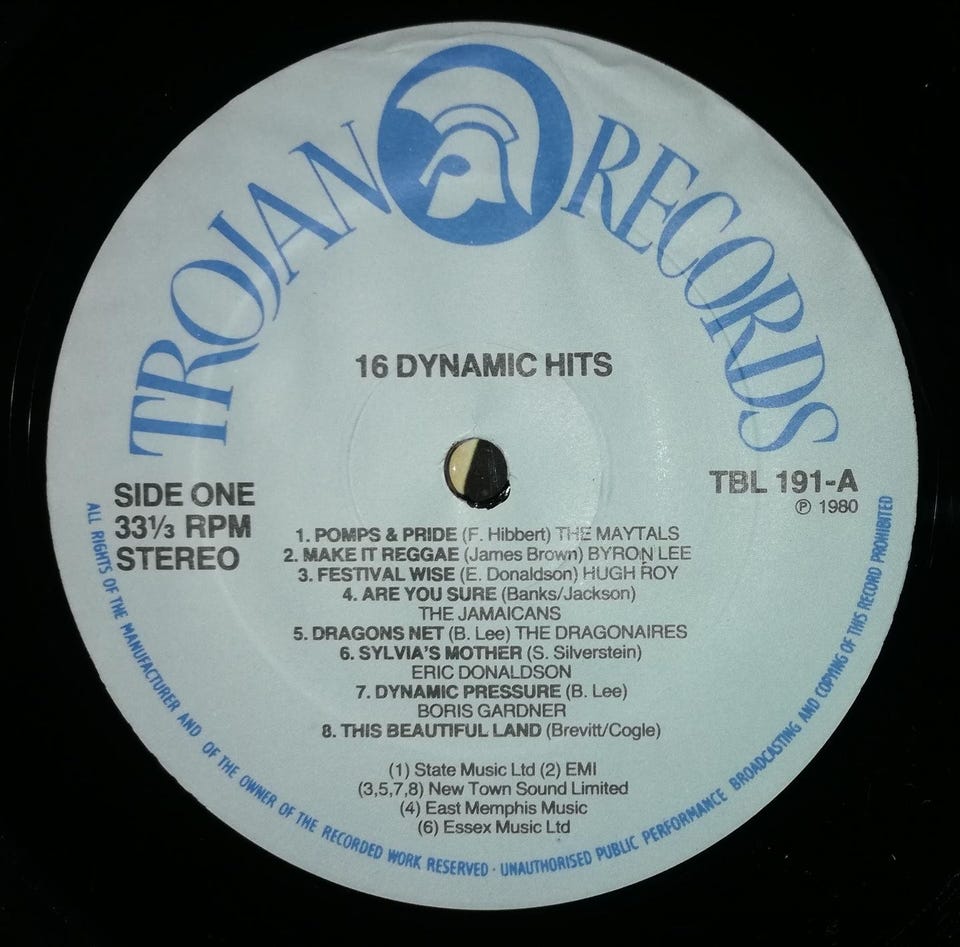 TROJAN RECORDS
16 DYNAMIC HITS
SIDE ONE
33⅓ RPM
STEREO
TBL 191-A
℗ 1980
1. POMPS & PRIDE (F. Hibbert) THE MAYTALS
2. MAKE IT REGGAE (James Brown) BYRON LEE
3. FESTIVAL WISE (E. Donaldson) HUGH ROY
4. ARE YOU SURE (Banks/Jackson)
THE JAMAICANS
5. DRAGONS NET (B. Lee) THE DRAGONAIRES
6. SYLVIA'S MOTHER (S. Silverstein)
ERIC DONALDSON
7. DYNAMIC PRESSURE (B. Lee)
BORIS GARDNER
8. THIS BEAUTIFUL LAND (Brevitt/Cogle)
(1) State Music Ltd (2) EMI
(3,5,7,8) New Town Sound Limited
(4) East Memphis Music
(6) Essex Music Ltd
ALL RIGHTS OF THE MANUFACTURER AND OF THE OWNER OF THE RECORDED WORK RESERVED · UNAUTHORISED PUBLIC PERFORMANCE BROADCASTING AND COPYING OF THIS RECORD PROHIBITED